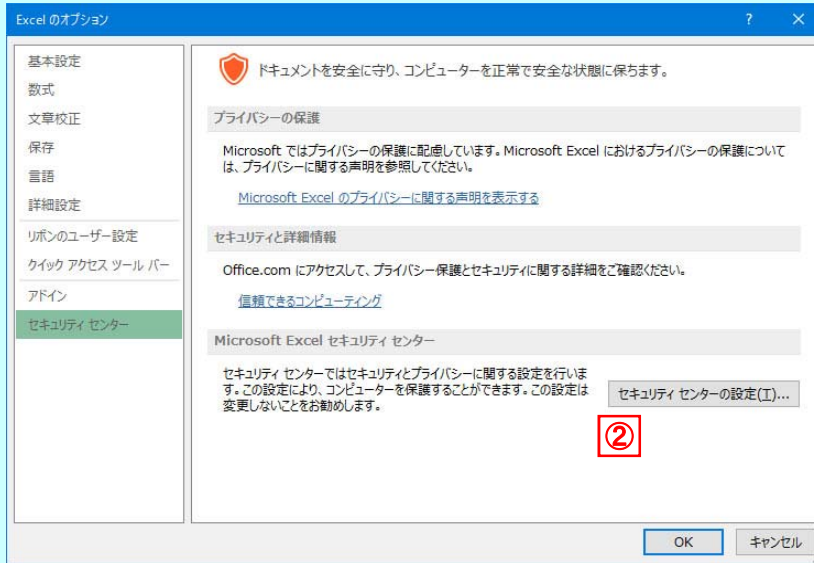 Excel のオプション
?
×
基本設定
数式
文章校正
保存
言語
詳細設定
リボンのユーザー設定
クイック アクセス ツール バー
アドイン
セキュリティ センター
ドキュメントを安全に守り、コンピューターを正常で安全な状態に保ちます。
プライバシーの保護
Microsoft ではプライバシーの保護に配慮しています。Microsoft Excel におけるプライバシーの保護について
は、プライバシーに関する声明を参照してください。
Microsoft Excel のプライバシーに関する声明を表示する
セキュリティと詳細情報
Office.com にアクセスして、プライバシー保護とセキュリティに関する詳細をご確認ください。
信頼できるコンピューティング
Microsoft Excel セキュリティ センター
セキュリティ センターではセキュリティとプライバシーに関する設定を行いま
す。この設定により、コンピューターを保護することができます。この設定は
変更しないことをお勧めします。
セキュリティ センターの設定(T)...
②
OK
キャンセル